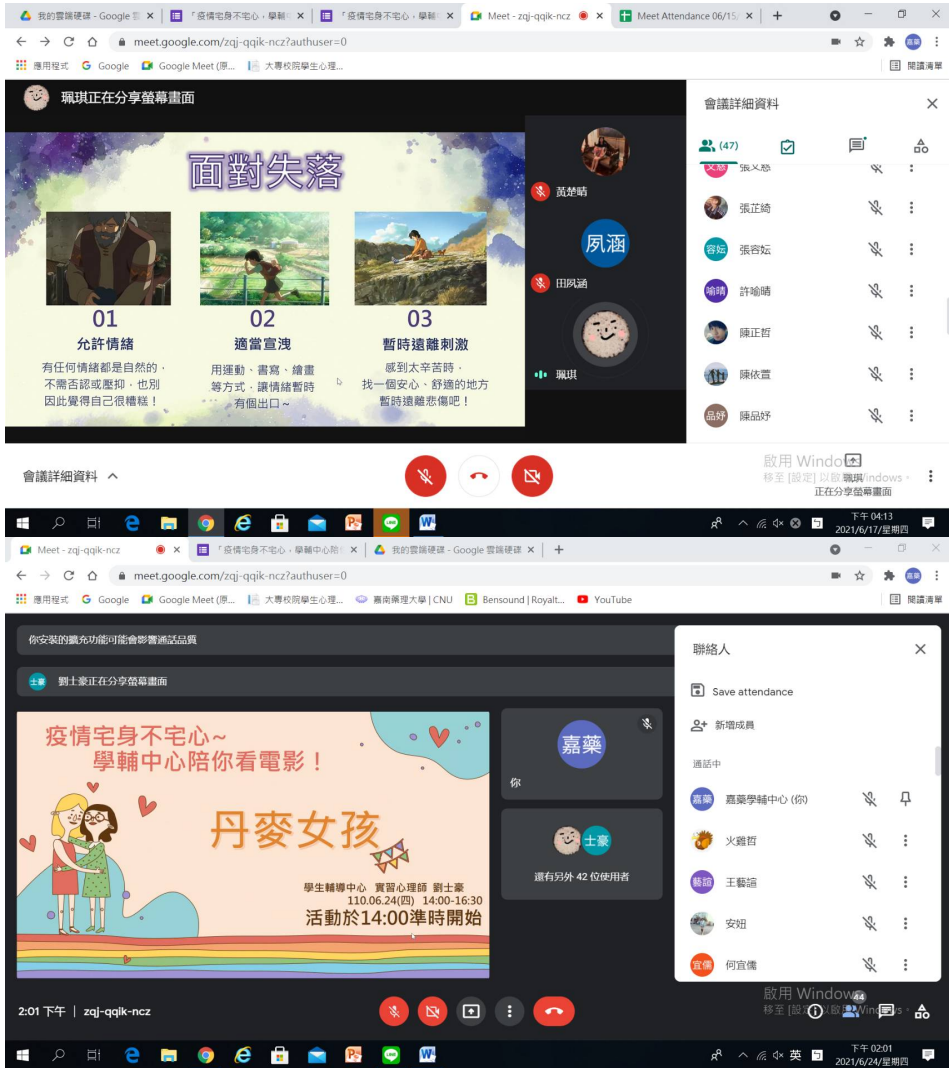 我的雲端硬碟 - Google 雲
「疫情宅身不宅心，學輔
「疫情宅身不宅心，學輔
Meet - zqj-qqik-ncz
Meet Attendance 06/15/
meet.google.com/zqj-qqik-ncz?authuser=0
嘉藥
應用程式
Google
Google Meet (原...
大專校院學生心理...
閱讀清單
珮琪正在分享螢幕畫面
面對失落
01
允許情緒
有任何情緒都是自然的，
不需否認或壓抑，也別
因此覺得自己很糟糕！
02
適當宣洩
用運動、書寫、繪畫
等方式，讓情緒暫時
有個出口～
03
暫時遠離刺激
感到太辛苦時，
找一個安心、舒適的地方
暫時遠離悲傷吧！
黃楚晴
夙涵
田夙涵
珮琪
會議詳細資料
(47)
張芷綺
容妘
張容妘
喻晴
許喻晴
陳正哲
陳依萱
品妤
陳品妤
會議詳細資料
啟用 Windows
珮琪
正在分享螢幕畫面
下午 04:13
2021/6/17/星期四
Meet - zqj-qqik-ncz
「疫情宅身不宅心，學輔中心陪
我的雲端硬碟 - Google 雲端硬碟
meet.google.com/zqj-qqik-ncz?authuser=0
嘉藥
應用程式
Google
Google Meet (原...
大專校院學生心理...
嘉南藥理大學 | CNU
Bensound | Royalt...
YouTube
閱讀清單
你安裝的擴充功能可能會影響通話品質
士豪
劉士豪正在分享螢幕畫面
疫情宅身不宅心~
學輔中心陪你看電影！
丹麥女孩
學生輔導中心 實習心理師 劉士豪
110.06.24(四) 14:00-16:30
活動於14:00準時開始
嘉藥
你
士豪
還有另外 42 位使用者
聯絡人
Save attendance
新增成員
通話中
嘉藥
嘉藥學輔中心 (你)
火雞哲
藝諠
王藝諠
安妞
宜儒
何宜儒
2:01 下午 | zqj-qqik-ncz
啟用 Windows
44
英
下午 02:01
2021/6/24/星期四